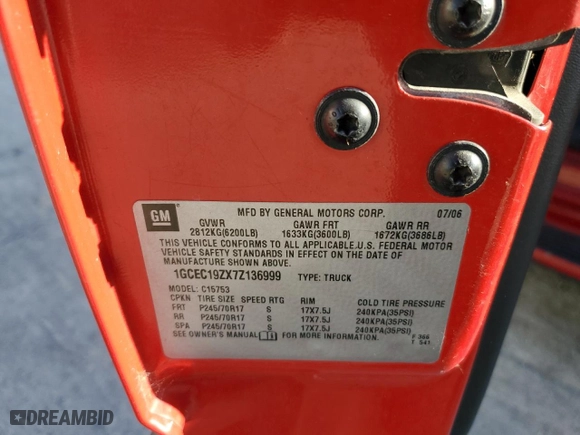 GM
MFD BY GENERAL MOTORS CORP. 07/06
GVWR GAWR FRT GAWR RR
2812KG(6200LB) 1633KG(3600LB) 1672KG(3686LB)
THIS VEHICLE CONFORMS TO ALL APPLICABLE U.S. FEDERAL MOTOR
VEHICLE SAFETY STANDARDS IN EFFECT ON THE DATE OF
MANUFACTURE SHOWN ABOVE.
1GCEC19ZX7Z136999 TYPE: TRUCK
MODEL: C15753
CPKN TIRE SIZE SPEED RTG RIM COLD TIRE PRESSURE
FRT P245/70R17 S 17X7.5J 240KPA(35PSI)
RR P245/70R17 S 17X7.5J 240KPA(35PSI)
SPA P245/70R17 S 17X7.5J 240KPA(35PSI)
SEE OWNER'S MANUAL FOR MORE INFORMATION.
T 541
DREAMBID